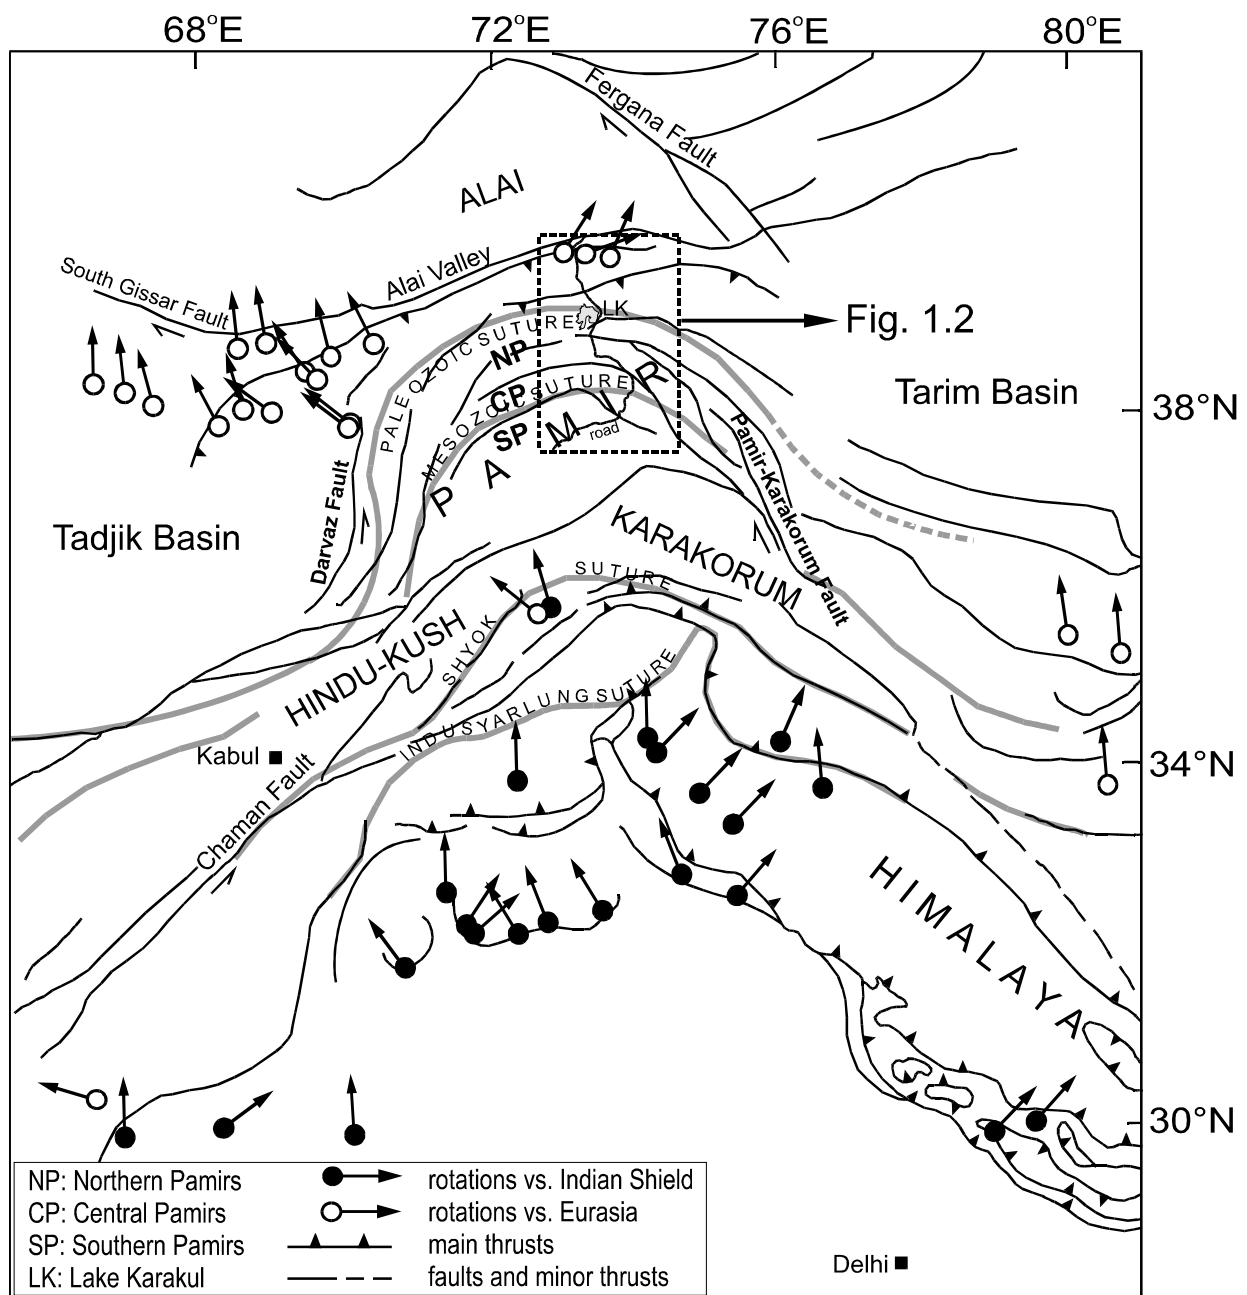 68°E
72°E
76°E
80°E
Fergana Fault
ALAI
South Gissar Fault
Alai Valley
LK
Fig. 1.2
PALEOZOIC SUTURE
NP
Tarim Basin
38°N
MESOZOIC SUTURE
CP
SP
road
PAMIR
Pamir-Karakorum Fault
Darvaz Fault
Tadjik Basin
KARAKORUM
SUTURE
SHYOK
HINDU-KUSH
INDUSYARLUNGSUTURE
Kabul
34°N
Chaman Fault
HIMALAYA
30°N
NP: Northern Pamirs
rotations vs. Indian Shield
CP: Central Pamirs
rotations vs. Eurasia
SP: Southern Pamirs
main thrusts
LK: Lake Karakul
faults and minor thrusts
Delhi